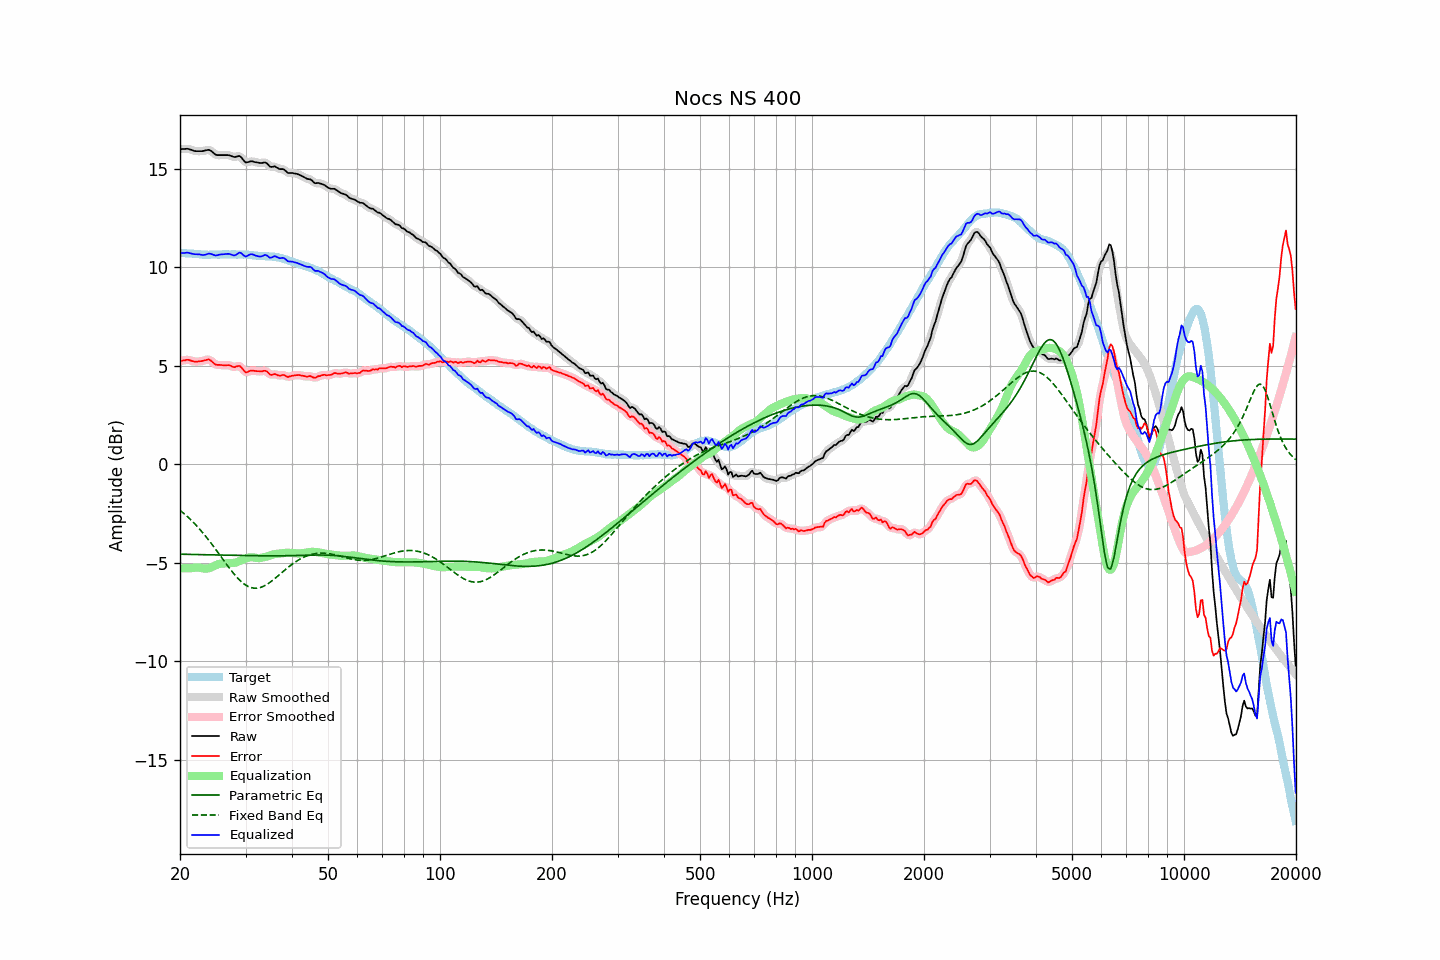 Nocs NS 400
Amplitude (dBr)
15
10
5
0
−5
−10
−15
Target
Raw Smoothed
Error Smoothed
Raw
Error
Equalization
Parametric Eq
Fixed Band Eq
Equalized
20 50 100 200 500 1000 2000 5000 10000 20000
Frequency (Hz)